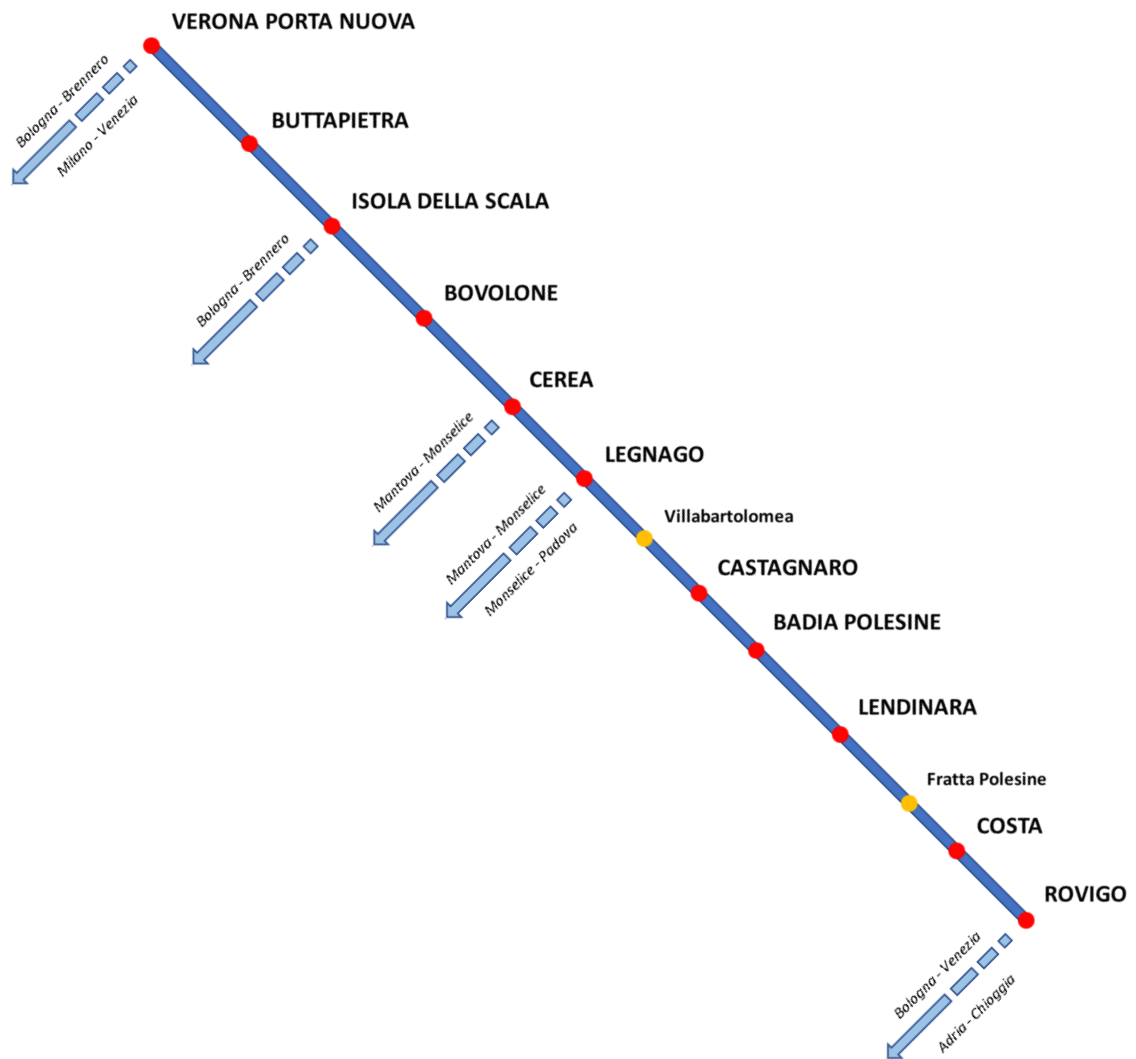 VERONA PORTA NUOVA
Bologna - Brennero
Milano - Venezia
BUTTAPIETRA
ISOLA DELLA SCALA
Bologna - Brennero
BOVOLONE
CEREA
Mantova - Monselice
LEGNAGO
Mantova - Monselice
Monselice - Padova
Villabartolomea
CASTAGNARO
BADIA POLESINE
LENDINARA
Fratta Polesine
COSTA
ROVIGO
Bologna - Venezia
Adria - Chioggia